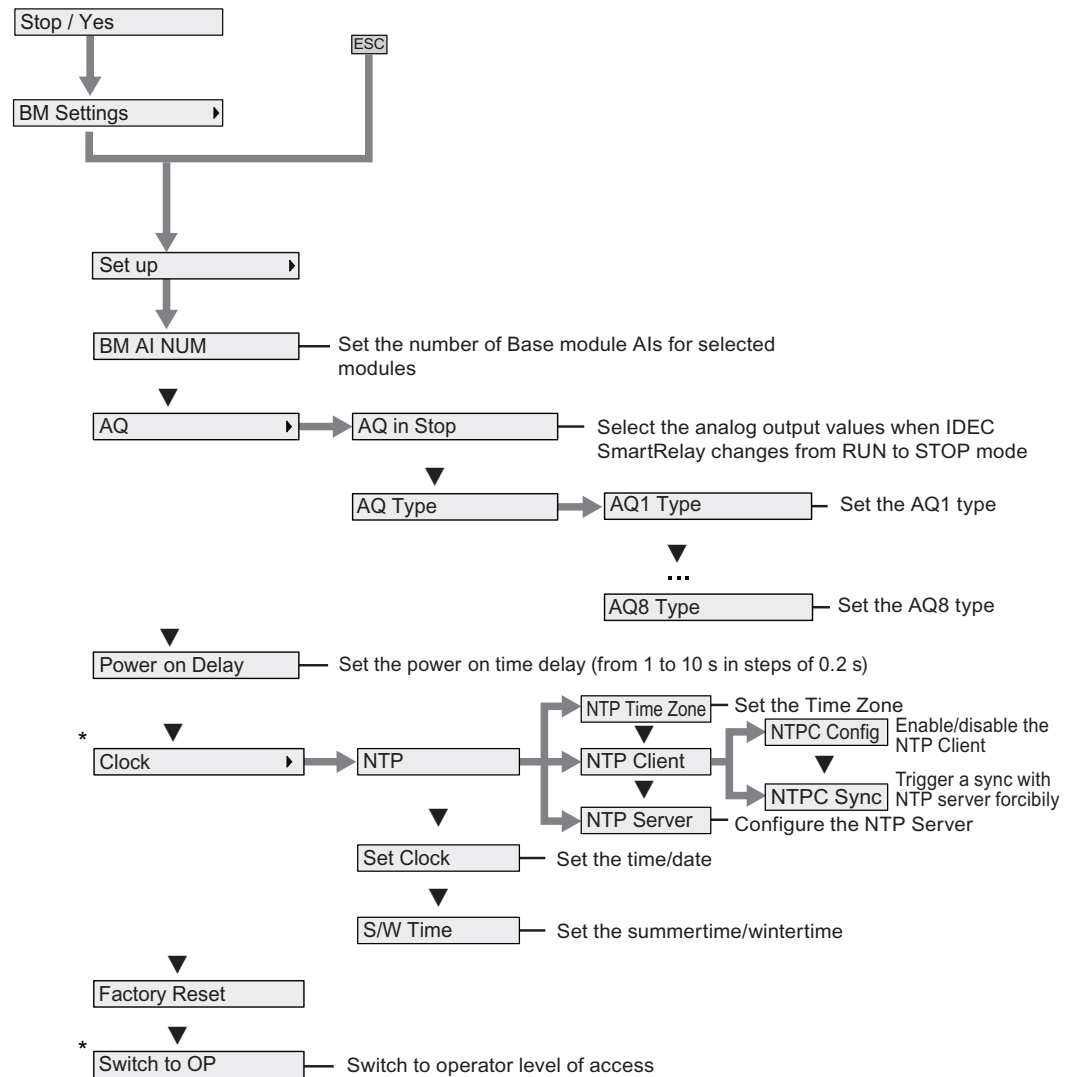 Stop / Yes
ESC
BM Settings
Set up
BM AI NUM
Set the number of Base module AIs for selected
modules
AQ
AQ in Stop
Select the analog output values when IDEC
SmartRelay changes from RUN to STOP mode
AQ Type
AQ1 Type
Set the AQ1 type
...
AQ8 Type
Set the AQ8 type
Power on Delay
Set the power on time delay (from 1 to 10 s in steps of 0.2 s)
*
Clock
NTP
NTP Time Zone
Set the Time Zone
NTP Client
NTPC Config
Enable/disable the
NTP Client
NTPC Sync
Trigger a sync with
NTP server forcibily
NTP Server
Configure the NTP Server
Set Clock
Set the time/date
S/W Time
Set the summertime/wintertime
Factory Reset
*
Switch to OP
Switch to operator level of access